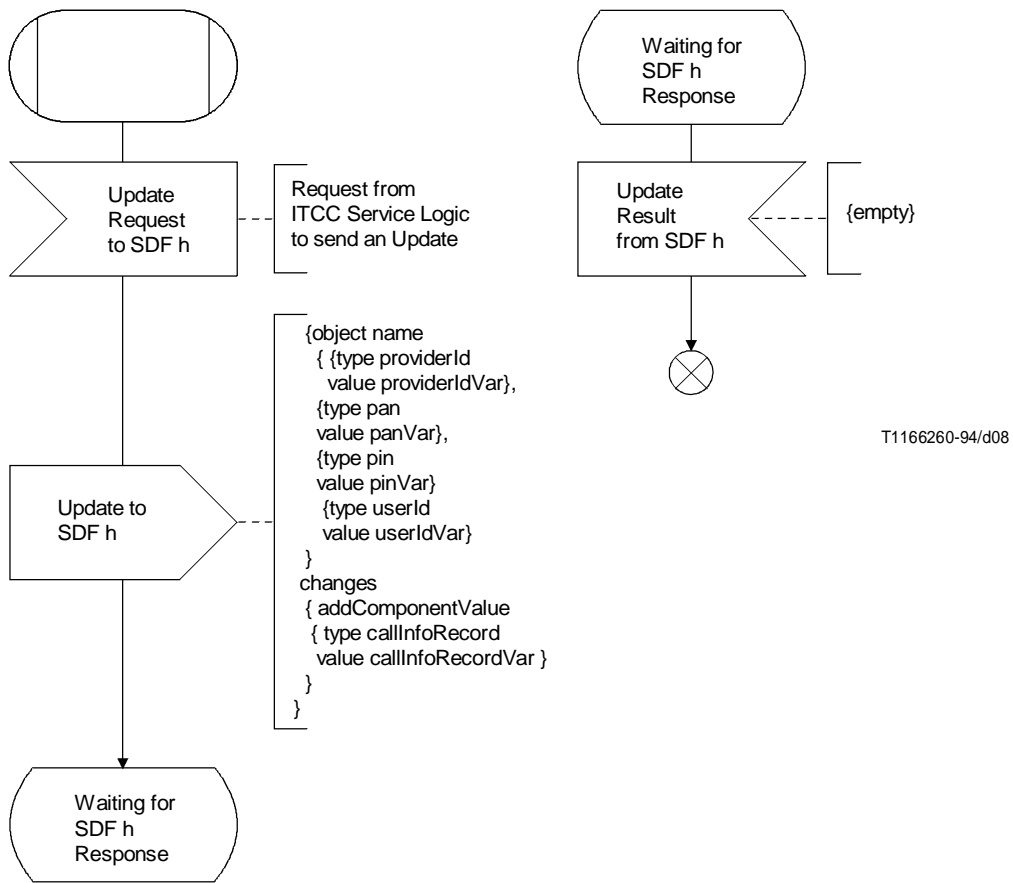 Update
Request
to SDF h
Request from
ITCC Service Logic
to send an Update
{object name
{ {type providerId
value providerIdVar},
{type pan
value panVar},
{type pin
value pinVar}
{type userId
value userIdVar}
}
changes
{ addComponentValue
{ type callInfoRecord
value callInfoRecordVar }
}
}
Update to
SDF h
Waiting for
SDF h
Response
Waiting for
SDF h
Response
Update
Result
from SDF h
{empty}
T1166260-94/d08